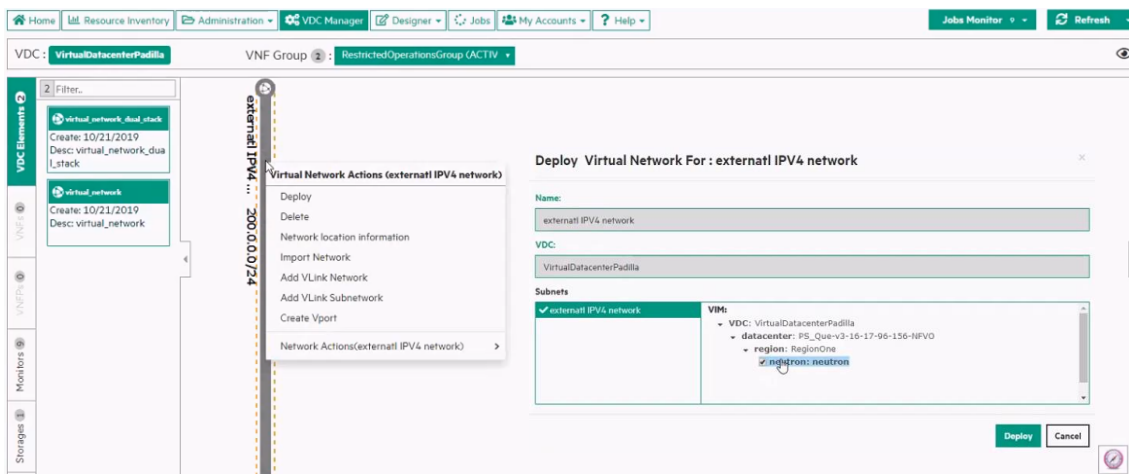 Home Resource Inventory Administration VDC Manager Designer Jobs My Accounts Help Jobs Monitor 0 Refresh
VDC : VirtualDatacenterPadilla VNF Group 2 : RestrictedOperationsGroup (ACTIV
VDC Elements 2
VNFs 0
VNFPs 0
Monitors 0
Storages
2 Filter..
virtual_network_dual_stack
Create: 10/21/2019
Desc: virtual_network_dua
l_stack
virtual_network
Create: 10/21/2019
Desc: virtual_network
externatl IPV4 ... 200.0.0.0/24
Virtual Network Actions (externatl IPV4 network)
Deploy
Delete
Network location information
Import Network
Add VLink Network
Add VLink Subnetwork
Create Vport
Network Actions(externatl IPV4 network)
Deploy Virtual Network For : externatl IPV4 network
Name:
externatl IPV4 network
VDC:
VirtualDatacenterPadilla
Subnets
externatl IPV4 network
VIM:
VDC: VirtualDatacenterPadilla
datacenter: PS_Que-v3-16-17-96-156-NFVO
region: RegionOne
neutron: neutron
Deploy Cancel